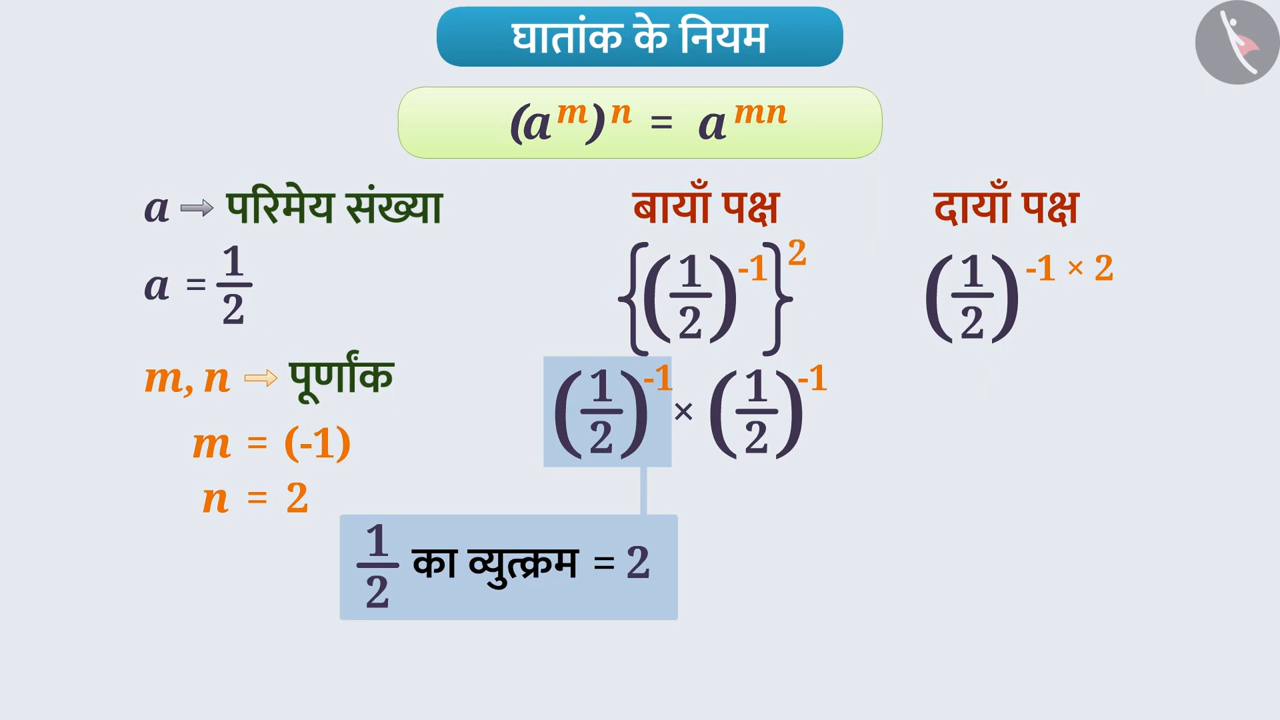 घातांक के नियम
(a^m)^n = a^mn
a → परिमेय संख्या
a = 1/2
m, n → पूर्णांक
m = (-1)
n = 2
बायाँ पक्ष
{(1/2)^-1}^2
(1/2)^-1 × (1/2)^-1
1/2 का व्युत्क्रम = 2
दायाँ पक्ष
(1/2)^-1 × 2